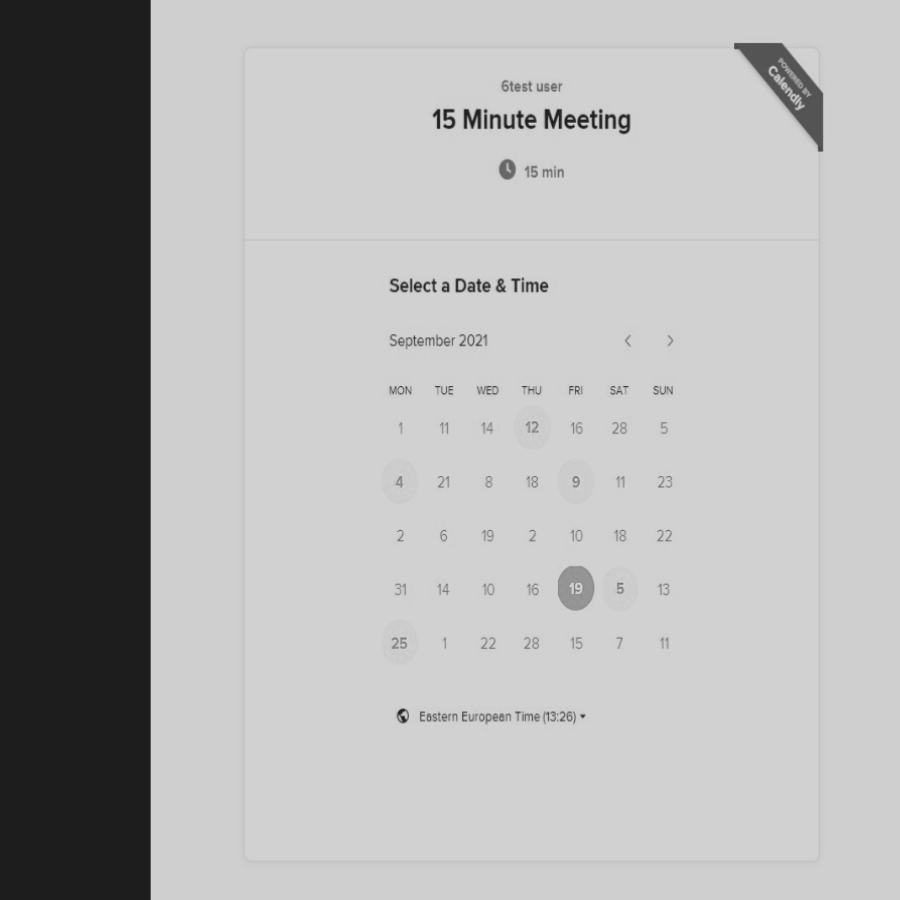 POWERED BY
Calendly
6test user
15 Minute Meeting
15 min
Select a Date & Time
September 2021
MON TUE WED THU FRI SAT SUN
1 11 14 12 16 28 5
4 21 8 18 9 11 23
2 6 19 2 10 18 22
31 14 10 16 19 5 13
25 1 22 28 15 7 11
Eastern European Time (13:26)